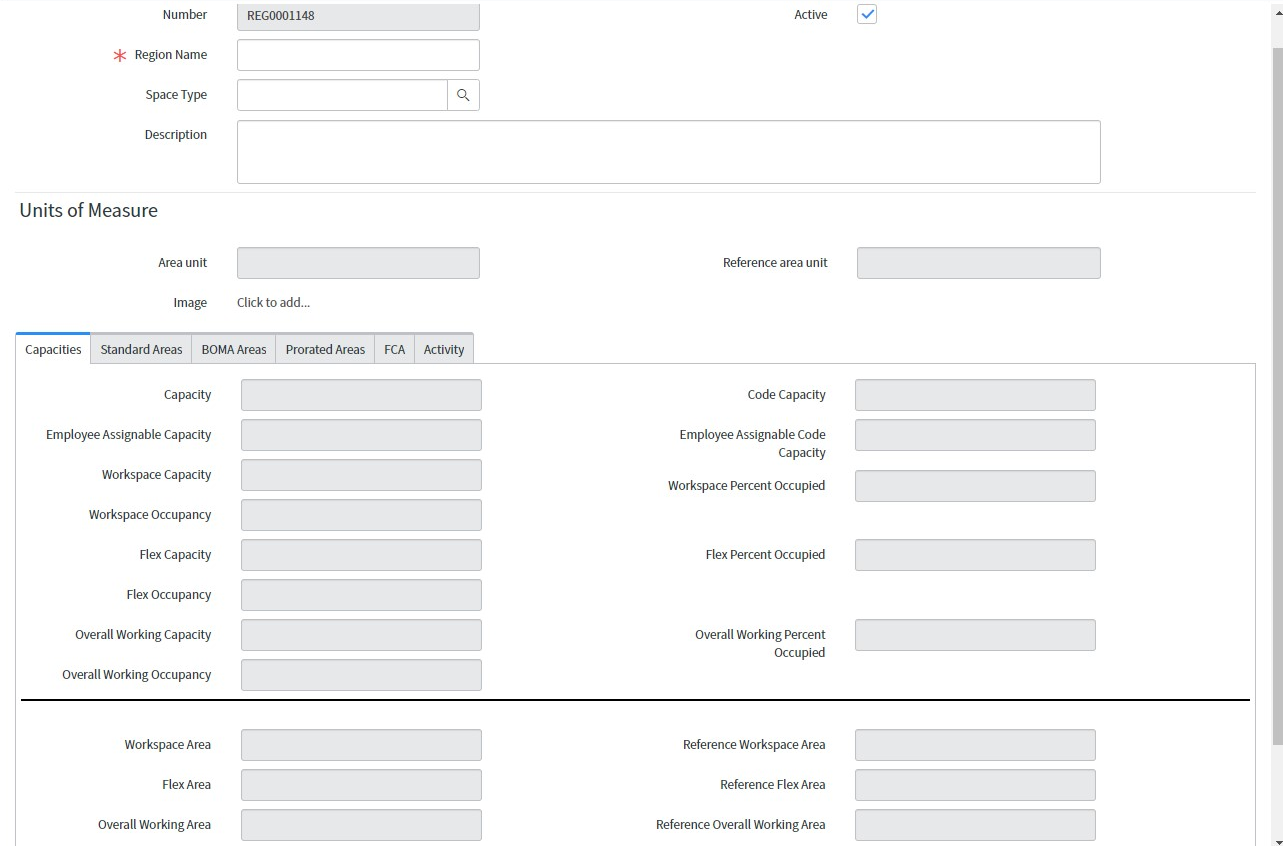 Number REG0001148 Active
Region Name
Space Type
Description
Units of Measure
Area unit Reference area unit
Image Click to add...
Capacities Standard Areas BOMA Areas Prorated Areas FCA Activity
Capacity Code Capacity
Employee Assignable Capacity Employee Assignable Code
Capacity
Workspace Capacity
Workspace Percent Occupied
Workspace Occupancy
Flex Capacity Flex Percent Occupied
Flex Occupancy
Overall Working Capacity Overall Working Percent
Occupied
Overall Working Occupancy
Workspace Area Reference Workspace Area
Flex Area Reference Flex Area
Overall Working Area Reference Overall Working Area